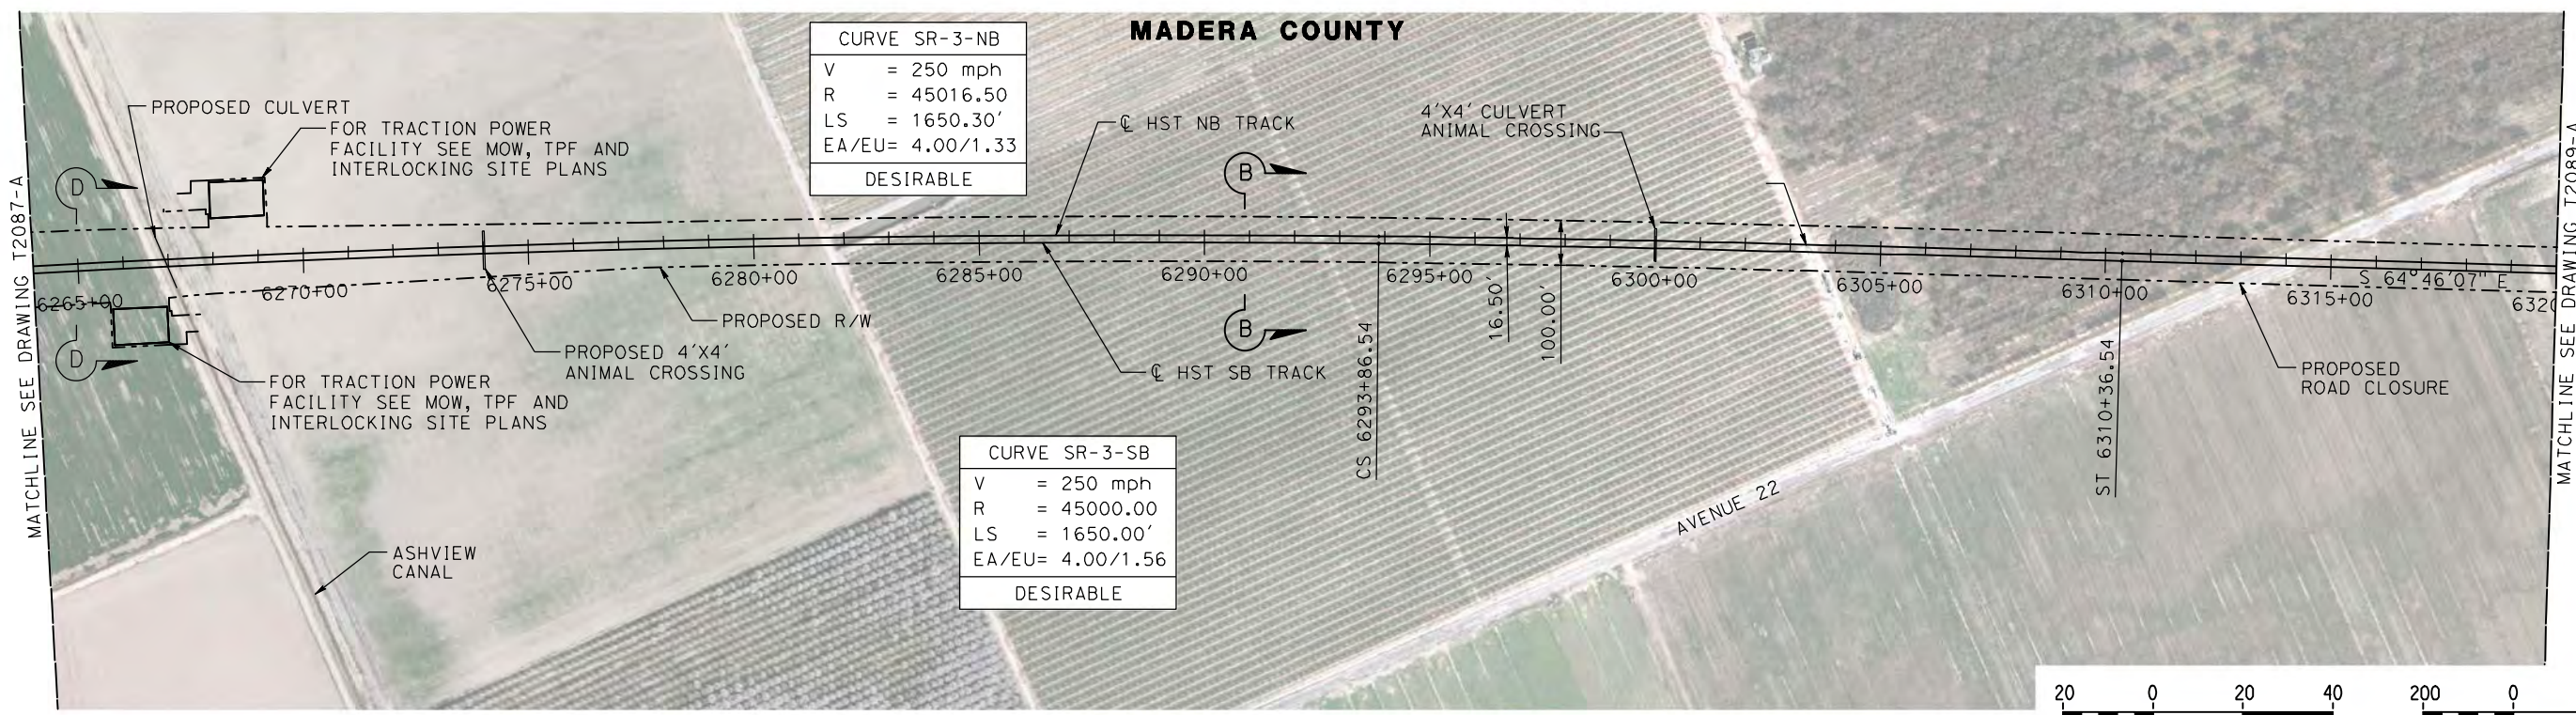 MADERA COUNTY
CURVE SR-3-NB
V = 250 mph
R = 45016.50
LS = 1650.30'
EA/EU= 4.00/1.33
DESIRABLE
PROPOSED CULVERT
FOR TRACTION POWER
FACILITY SEE MOW, TPF AND
INTERLOCKING SITE PLANS
℄ HST NB TRACK
4'X4' CULVERT
ANIMAL CROSSING
D
B
MATCHLINE SEE DRAWING T2087-A
MATCHLINE SEE DRAWING T2089-A
6265+00
6270+00
6275+00
6280+00
6285+00
6290+00
6295+00
6300+00
6305+00
6310+00
6315+00
6320
S 64°46'07" E
16.50'
100.00'
PROPOSED R/W
B
D
PROPOSED 4'X4'
ANIMAL CROSSING
℄ HST SB TRACK
PROPOSED
ROAD CLOSURE
FOR TRACTION POWER
FACILITY SEE MOW, TPF AND
INTERLOCKING SITE PLANS
CS 6293+86.54
ST 6310+36.54
CURVE SR-3-SB
V = 250 mph
R = 45000.00
LS = 1650.00'
EA/EU= 4.00/1.56
DESIRABLE
AVENUE 22
ASHVIEW
CANAL
20 0 20 40 200 0